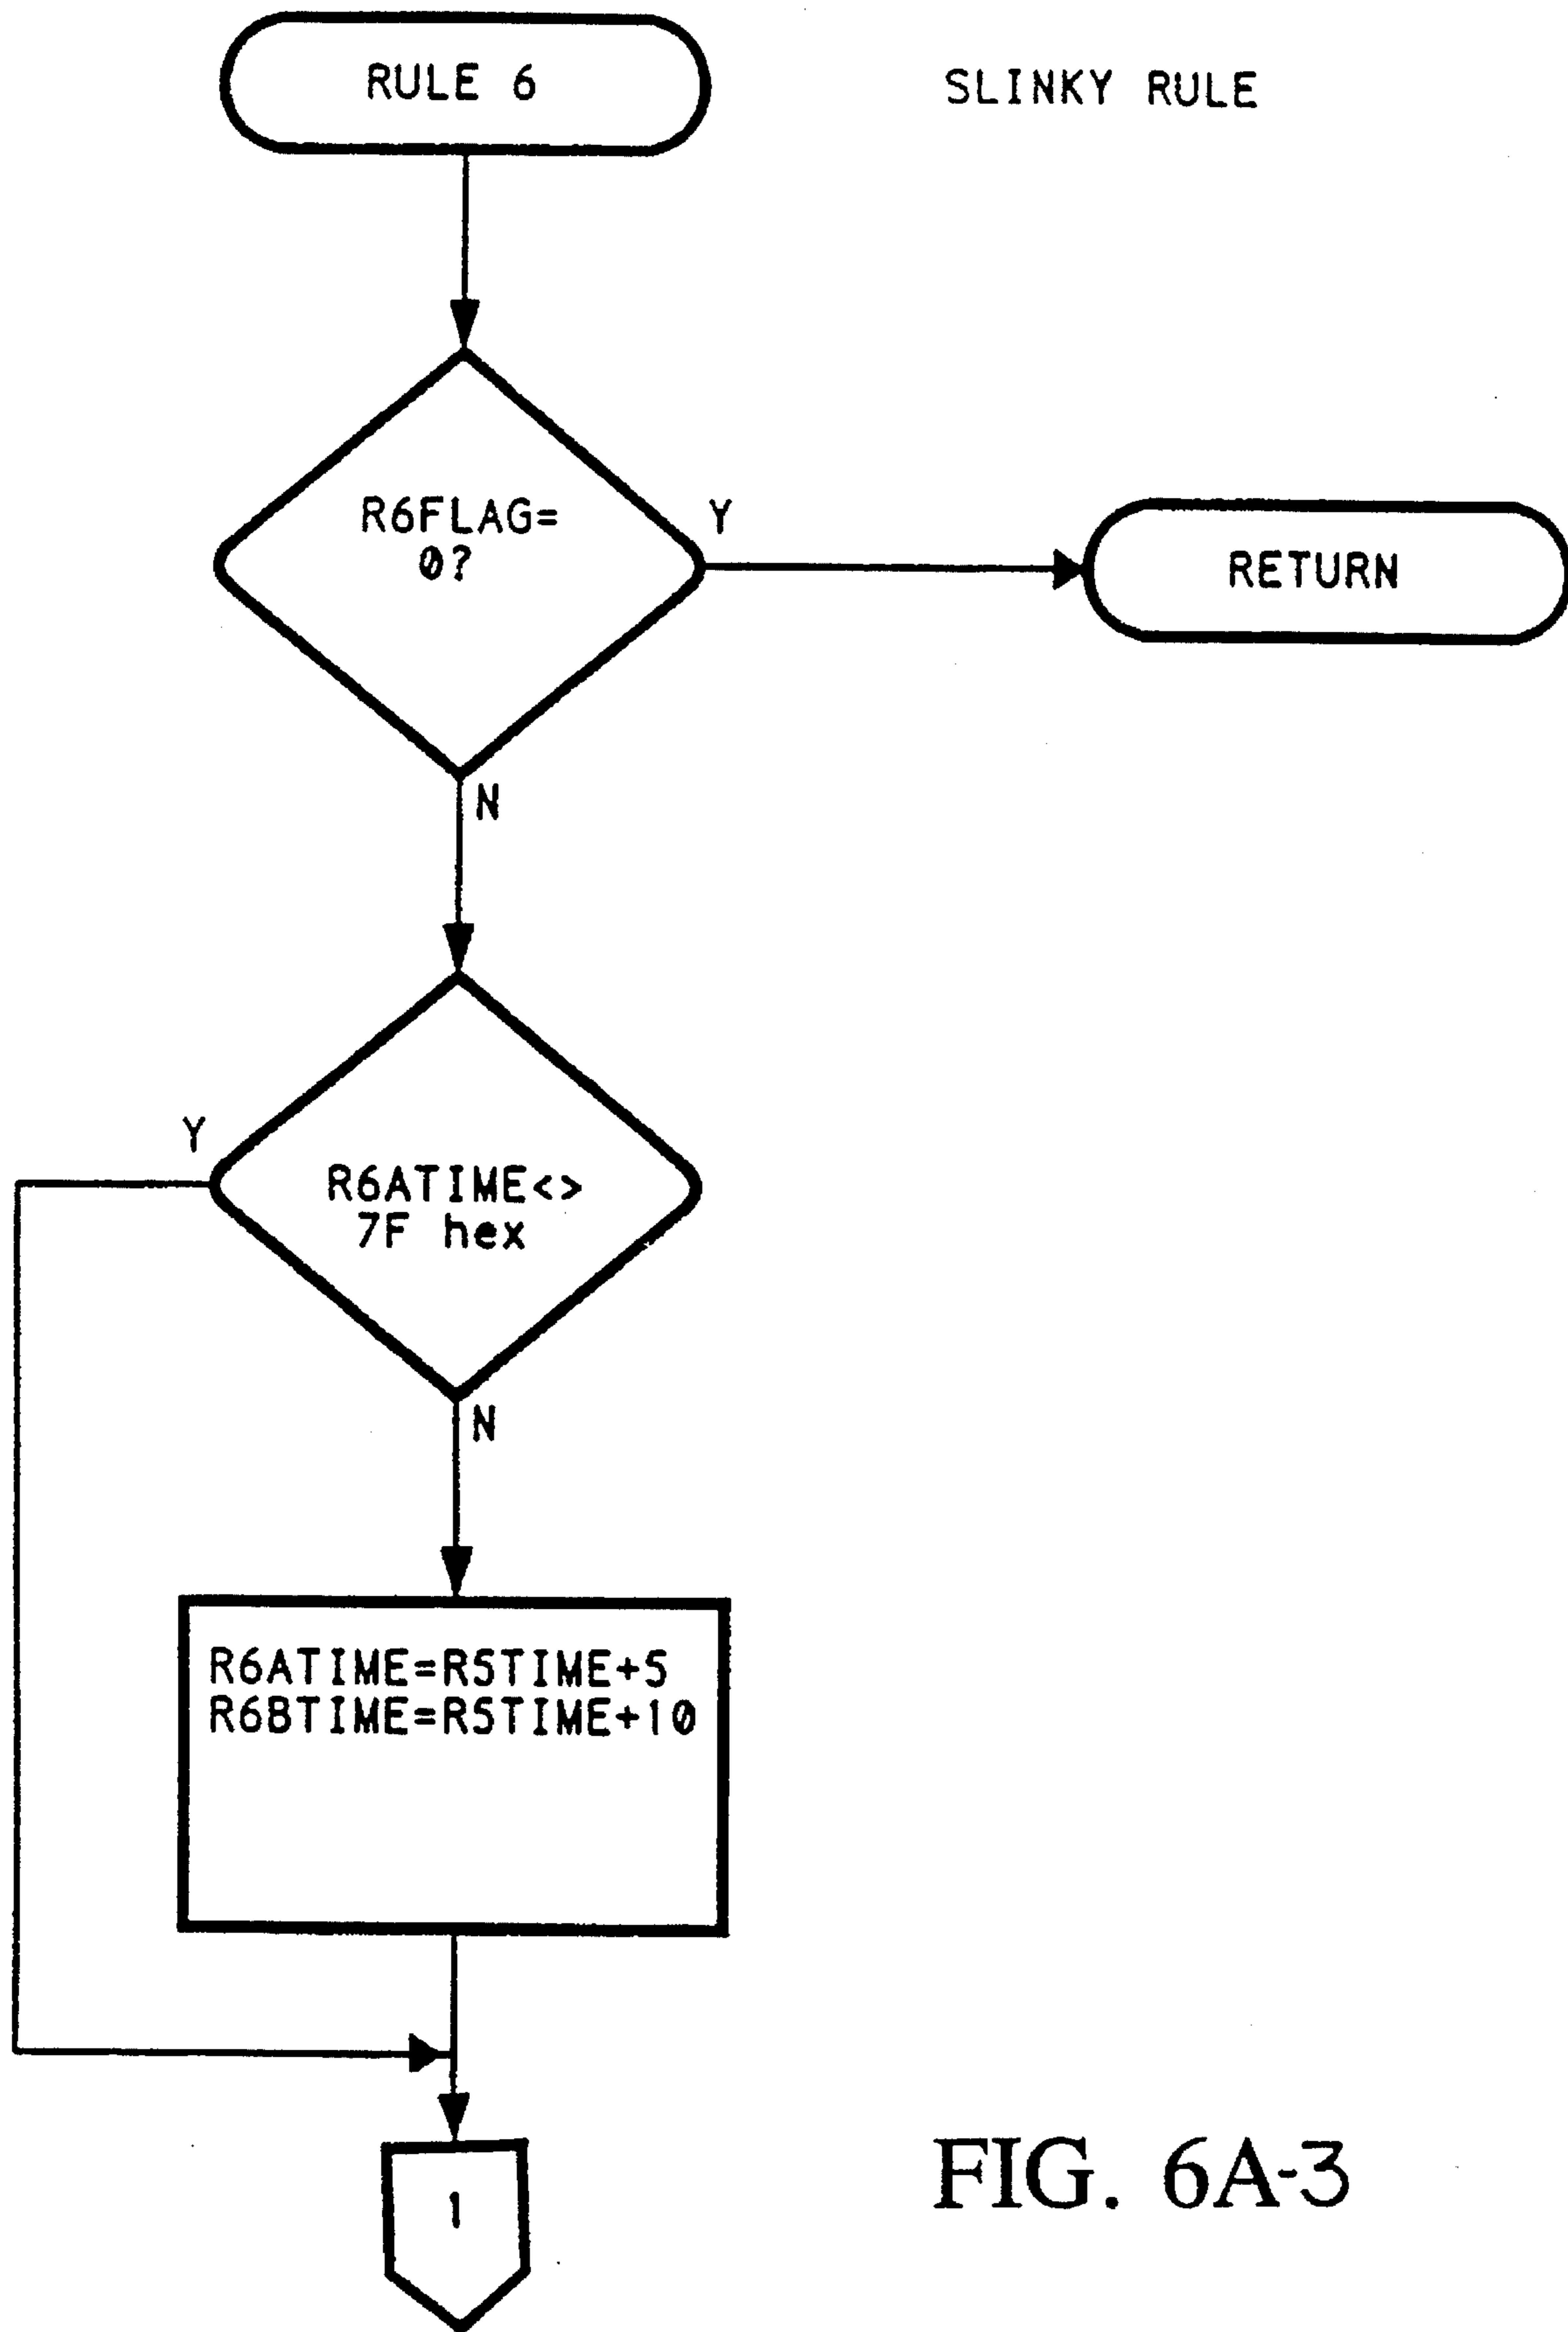 RULE 6
SLINKY RULE
R6FLAG=
0?
Y
RETURN
N
Y
R6ATIME<>
7F hex
N
R6ATIME=R5TIME+5
R6BTIME=R5TIME+10
1
FIG. 6A-3